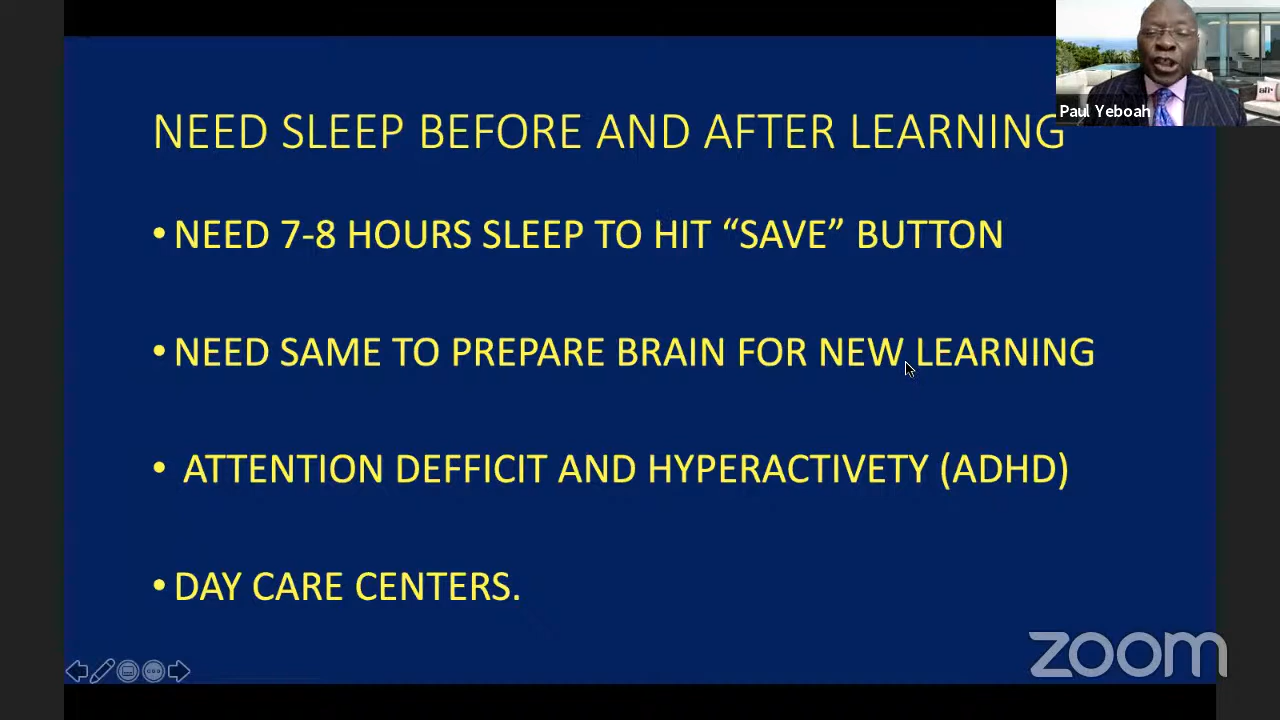 Paul Yeboah
NEED SLEEP BEFORE AND AFTER LEARNING
• NEED 7-8 HOURS SLEEP TO HIT “SAVE” BUTTON
• NEED SAME TO PREPARE BRAIN FOR NEW LEARNING
• ATTENTION DEFFICIT AND HYPERACTIVETY (ADHD)
• DAY CARE CENTERS.
zoom